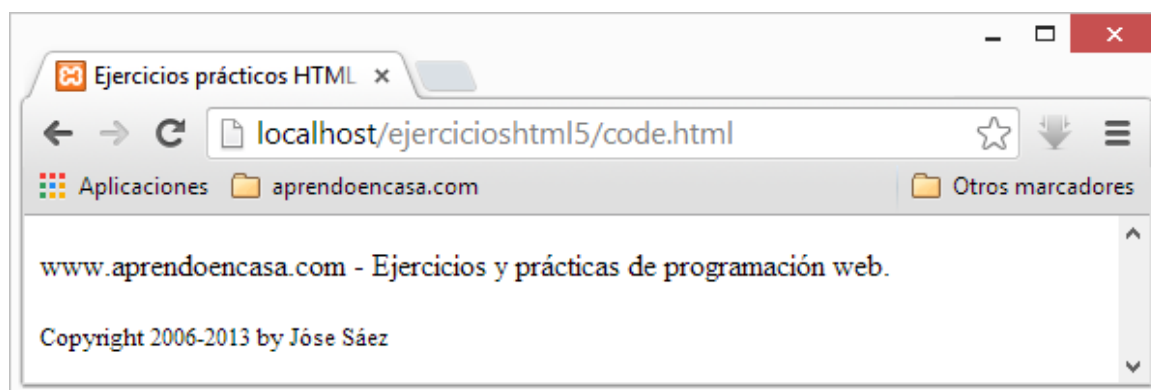 Ejercicios prácticos HTML
localhost/ejercicioshtml5/code.html
Aplicaciones aprendoencasa.com Otros marcadores
www.aprendoencasa.com - Ejercicios y prácticas de programación web.
Copyright 2006-2013 by Jóse Sáez